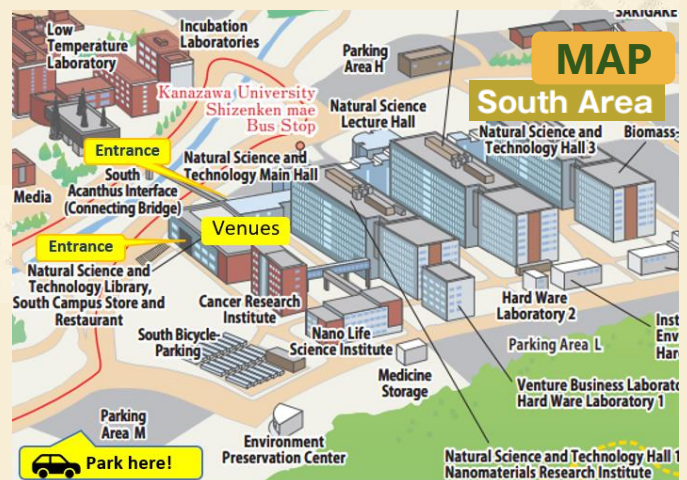 SAKIGAKE
Low
Temperature
Laboratory
Incubation
Laboratories
Parking
Area H
MAP
South Area
Kanazawa University
Shizenken mae
Bus Stop
Natural Science
Lecture Hall
Natural Science and
Technology Hall 3
Biomass-
Entrance
Natural Science and
Technology Main Hall
South
Acanthus Interface
(Connecting Bridge)
Media
Venues
Entrance
Natural Science and
Technology Library,
South Campus Store and
Restaurant
Cancer Research
Institute
Hard Ware
Laboratory 2
South Bicycle-
Parking
Nano Life
Science Institute
Parking Area L
Inst
Env
Har
Medicine
Storage
Venture Business Laborato
Hard Ware Laboratory 1
Parking
Area M
Environment
Preservation Center
Park here!
Natural Science and Technology Hall 1
Nanomaterials Research Institute